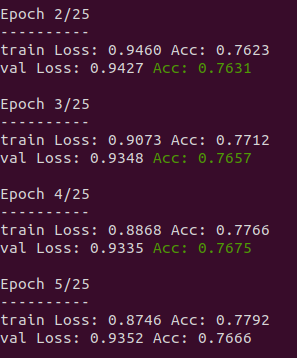 Epoch 2/25
----------
train Loss: 0.9460 Acc: 0.7623
val Loss: 0.9427 Acc: 0.7631
Epoch 3/25
----------
train Loss: 0.9073 Acc: 0.7712
val Loss: 0.9348 Acc: 0.7657
Epoch 4/25
----------
train Loss: 0.8868 Acc: 0.7766
val Loss: 0.9335 Acc: 0.7675
Epoch 5/25
----------
train Loss: 0.8746 Acc: 0.7792
val Loss: 0.9352 Acc: 0.7666